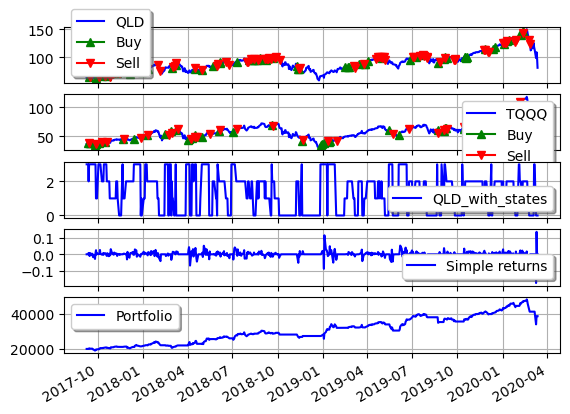 150
100
QLD
Buy
Sell
100
50
TQQQ
Buy
Sell
2
0
QLD_with_states
0.1
0.0
−0.1
Simple returns
40000
20000
Portfolio
2017-10
2018-01
2018-04
2018-07
2018-10
2019-01
2019-04
2019-07
2019-10
2020-01
2020-04